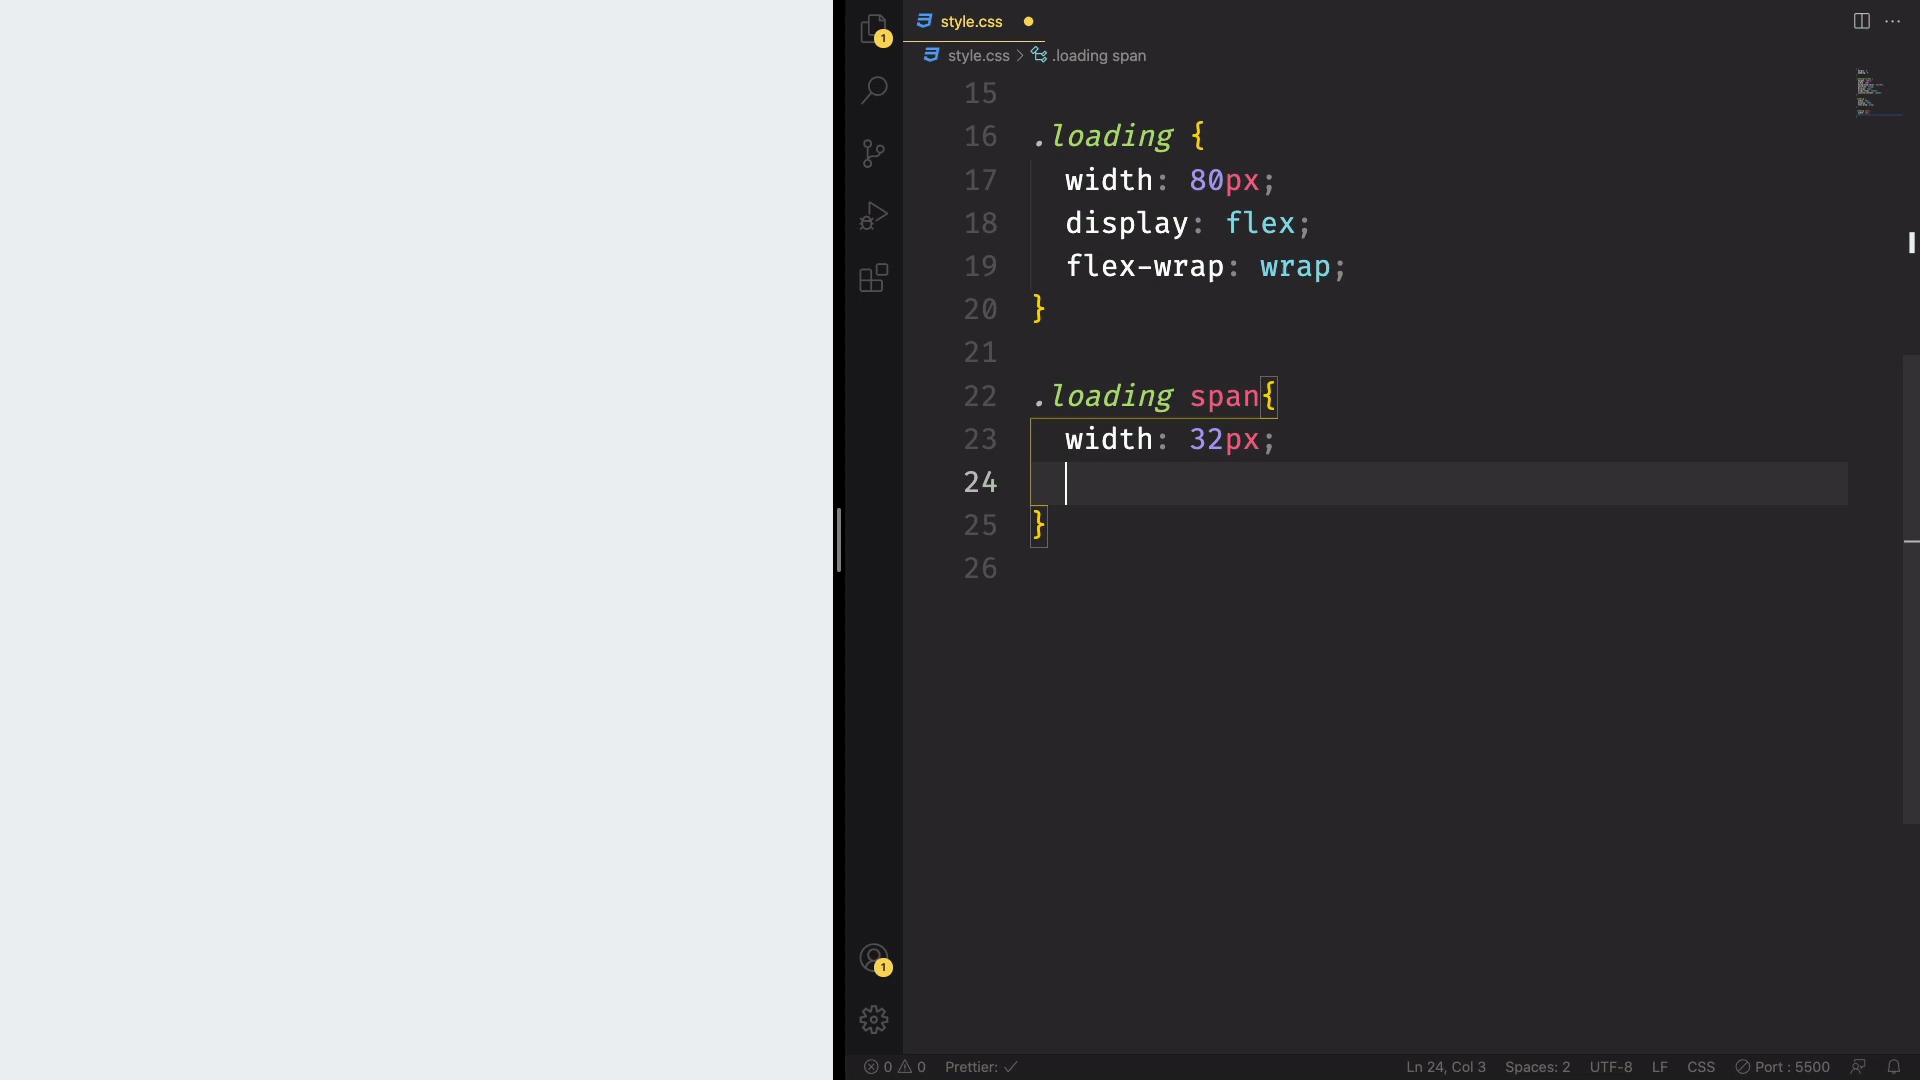 1
style.css
style.css > .loading span
15
16 .loading {
17 width: 80px;
18 display: flex;
19 flex-wrap: wrap;
20 }
21
22 .loading span{
23 width: 32px;
24
25 }
26
1
0 0 Prettier: ✓ Ln 24, Col 3 Spaces: 2 UTF-8 LF CSS Port : 5500